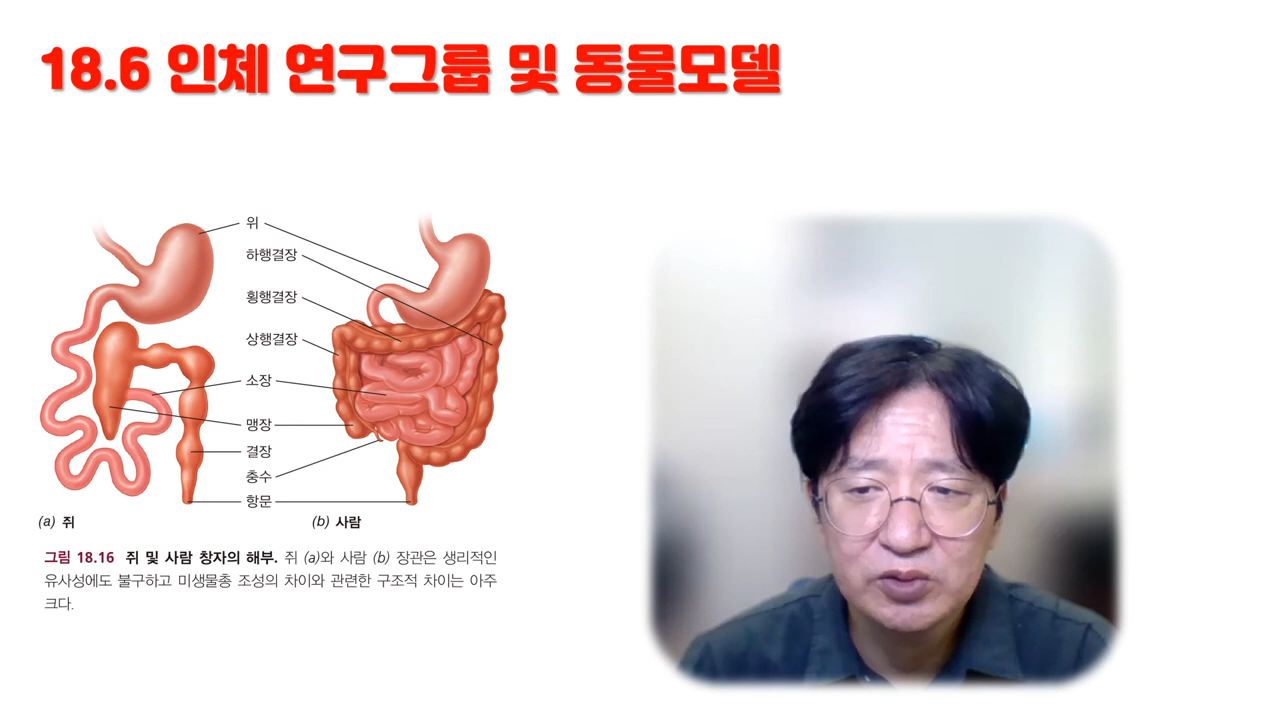 18.6 인체 연구그룹 및 동물모델
위
하행결장
횡행결장
상행결장
소장
맹장
결장
충수
항문
(a) 쥐
(b) 사람
그림 18.16 쥐 및 사람 창자의 해부. 쥐 (a)와 사람 (b) 장관은 생리적인
유사성에도 불구하고 미생물총 조성의 차이와 관련한 구조적 차이는 아주
크다.